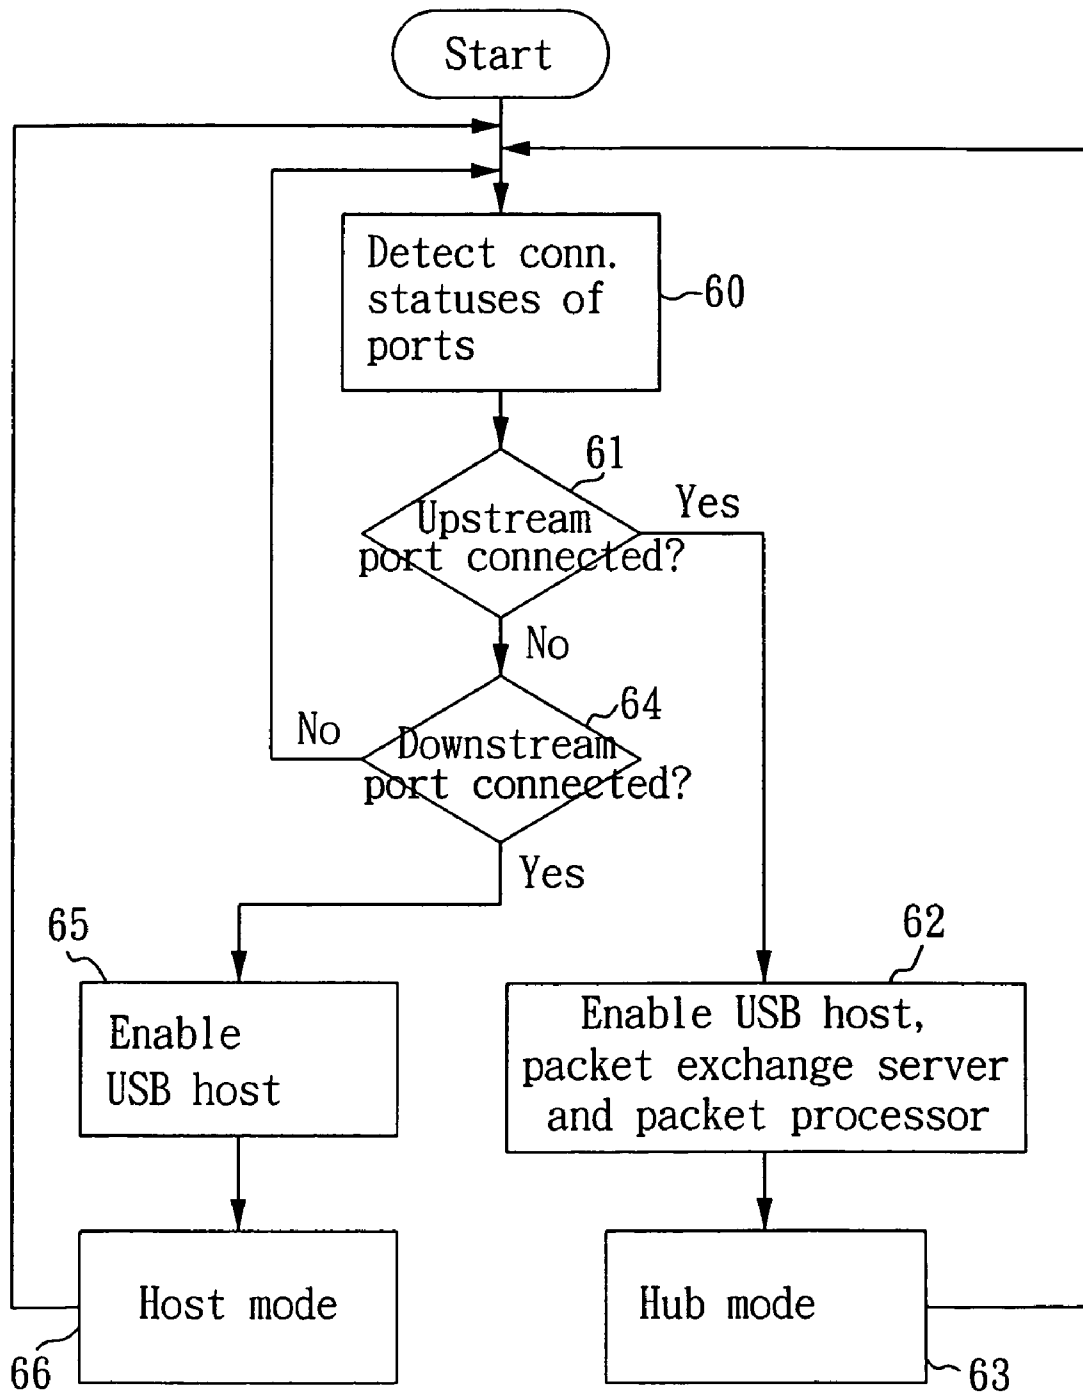 Start
Detect conn.
statuses of
ports
60
61
Upstream
port connected?
Yes
No
64
Downstream
port connected?
No
Yes
65
Enable
USB host
62
Enable USB host,
packet exchange server
and packet processor
Host mode
66
Hub mode
63